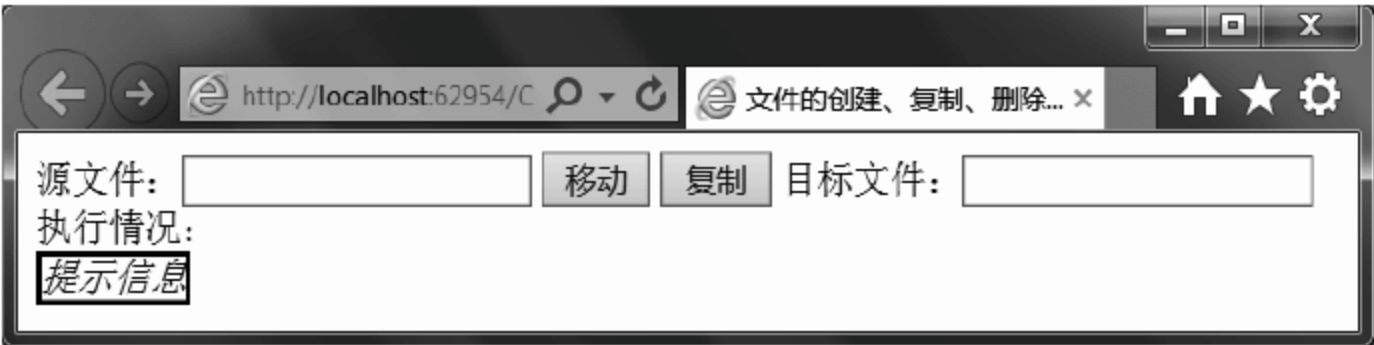 http://localhost:62954/C
文件的创建、复制、删除...
源文件： 移动 复制 目标文件：
执行情况：
提示信息